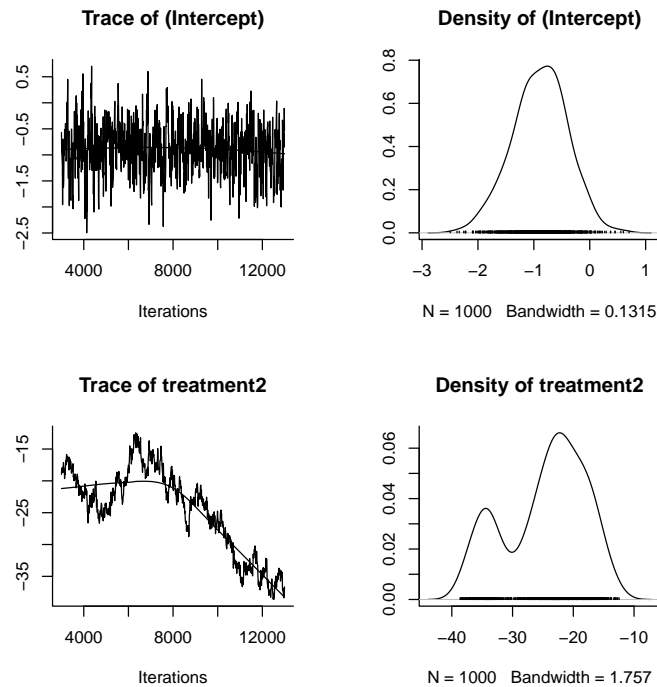 Trace of (Intercept)
0.5
−0.5
−1.5
−2.5
4000 8000 12000
Iterations
Density of (Intercept)
0.8
0.6
0.4
0.2
0.0
−3 −2 −1 0 1
N = 1000 Bandwidth = 0.1315
Trace of treatment2
−15
−25
−35
4000 8000 12000
Iterations
Density of treatment2
0.06
0.04
0.02
0.00
−40 −30 −20 −10
N = 1000 Bandwidth = 1.757